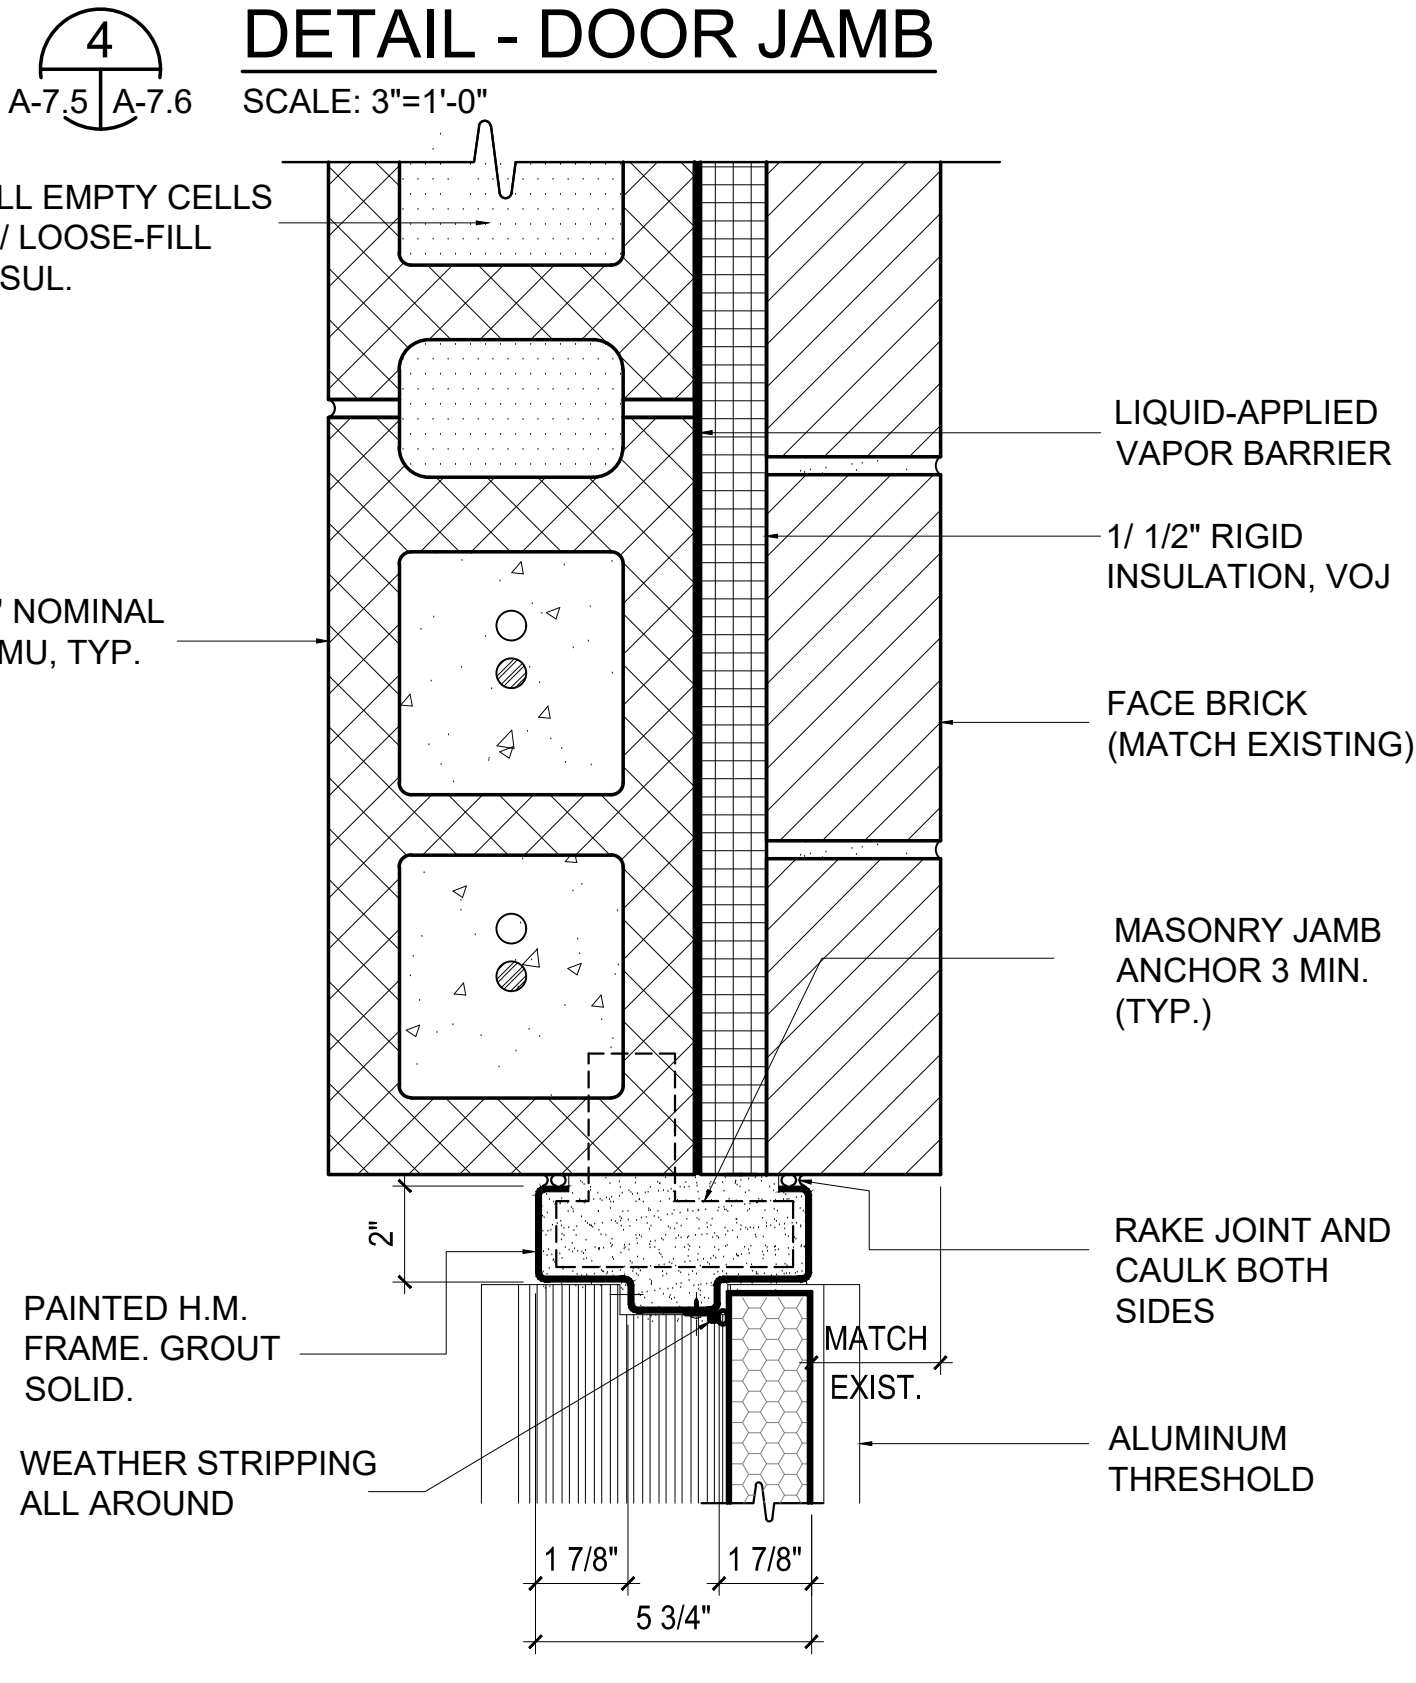 4
A-7.5 A-7.6
DETAIL - DOOR JAMB
SCALE: 3"=1'-0"
LL EMPTY CELLS
/ LOOSE-FILL
SUL.
LIQUID-APPLIED
VAPOR BARRIER
1/ 1/2" RIGID
INSULATION, VOJ
" NOMINAL
MU, TYP.
FACE BRICK
(MATCH EXISTING)
MASONRY JAMB
ANCHOR 3 MIN.
(TYP.)
2"
RAKE JOINT AND
CAULK BOTH
SIDES
PAINTED H.M.
FRAME. GROUT
SOLID.
MATCH
EXIST.
WEATHER STRIPPING
ALL AROUND
ALUMINUM
THRESHOLD
1 7/8" 1 7/8"
5 3/4"